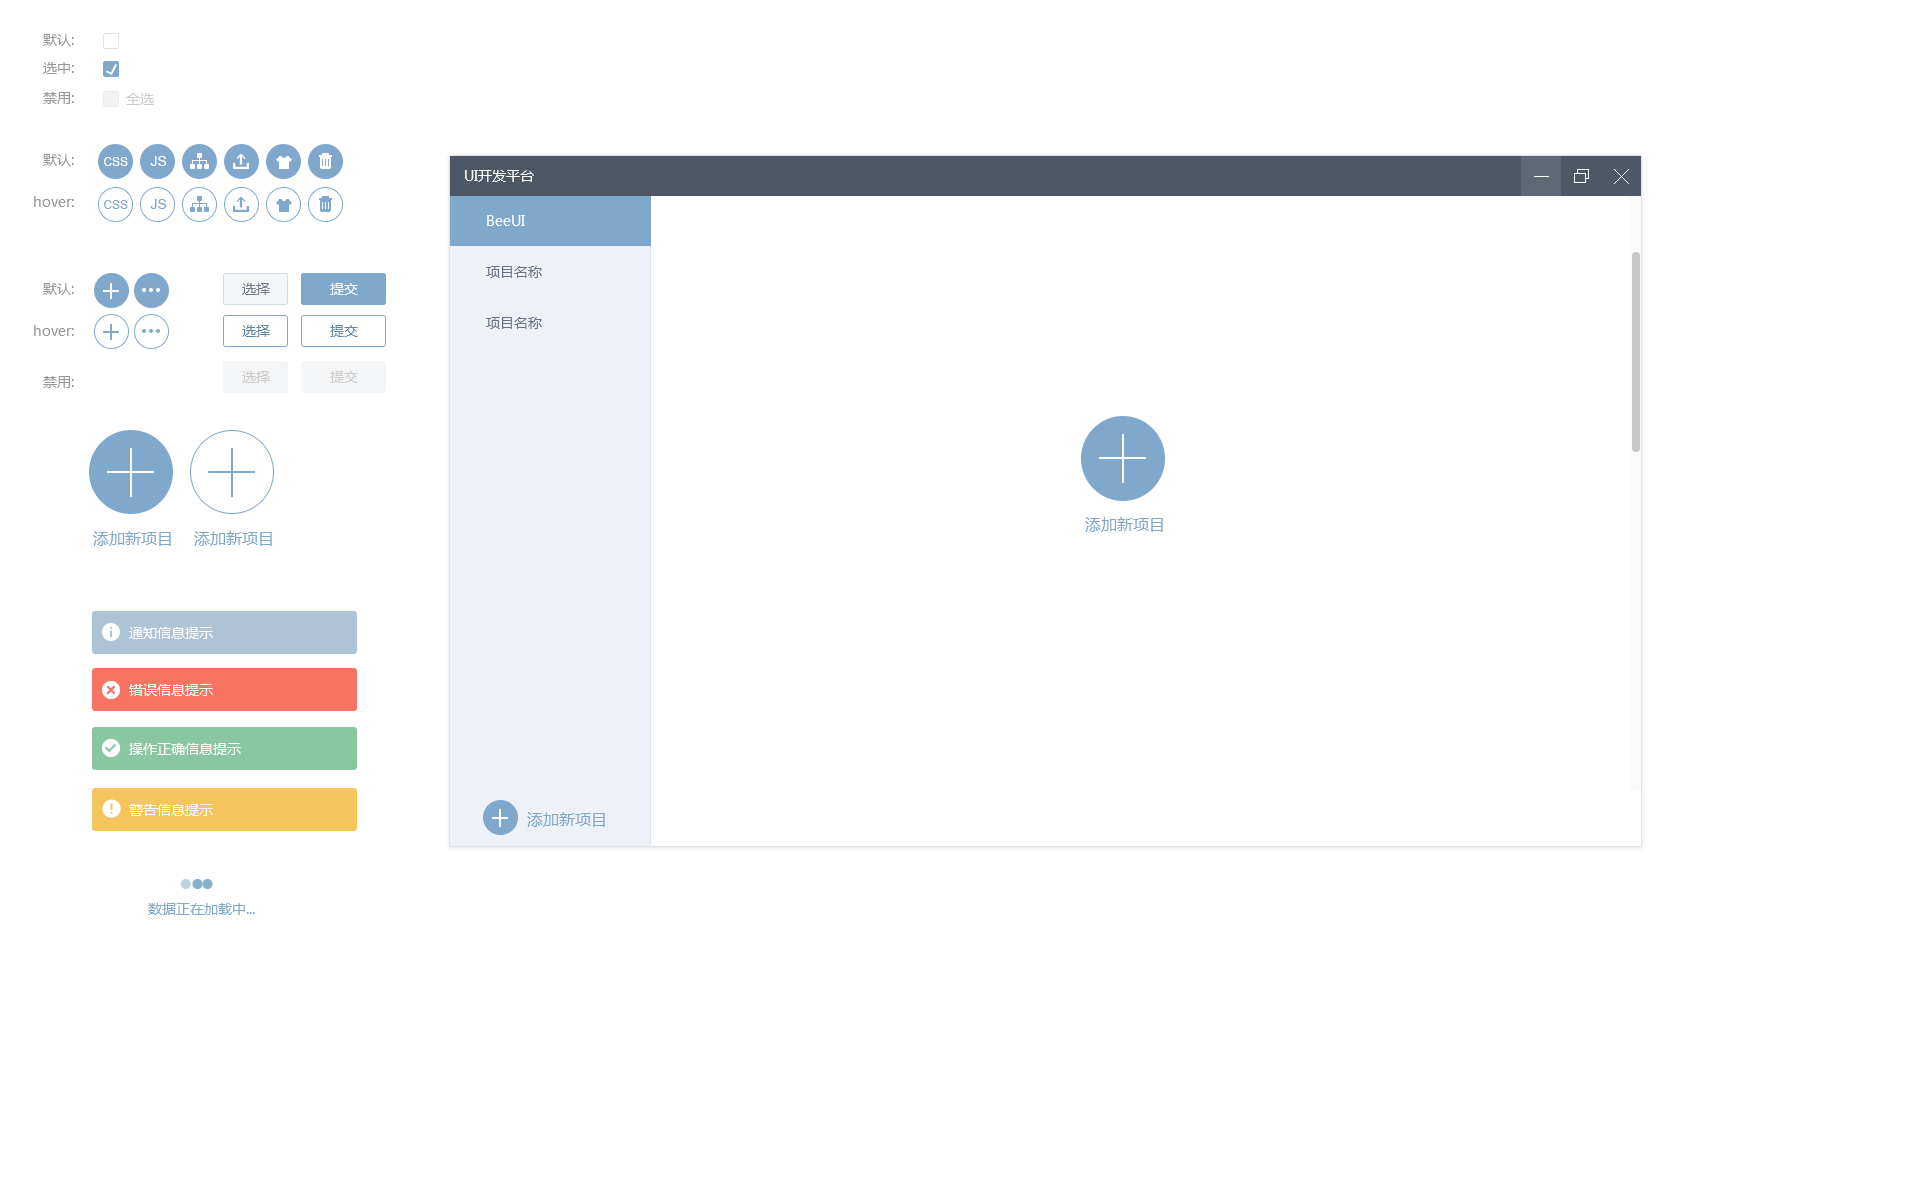 默认:
选中:
禁用: 全选
默认: CSS JS
hover: CSS JS
默认: 选择 提交
hover: 选择 提交
禁用: 选择 提交
添加新项目 添加新项目
通知信息提示
错误信息提示
操作正确信息提示
警告信息提示
数据正在加载中...
UI开发平台
BeeUI
项目名称
项目名称
添加新项目
添加新项目